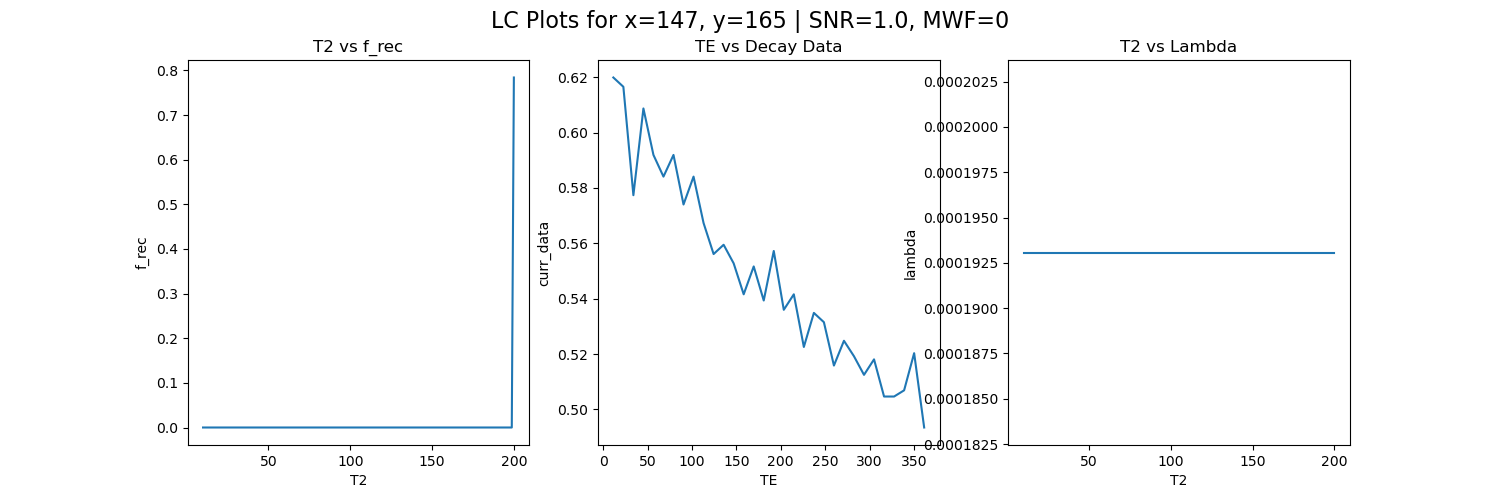 LC Plots for x=147, y=165 | SNR=1.0, MWF=0
T2 vs f_rec
0.8
0.7
0.6
0.5
0.4
0.3
0.2
0.1
0.0
f_rec
50 100 150 200
T2
TE vs Decay Data
0.62
0.60
0.58
0.56
0.54
0.52
0.50
curr_data
0 50 100 150 200 250 300 350
TE
T2 vs Lambda
0.0002025
0.0002000
0.0001975
0.0001950
0.0001925
0.0001900
0.0001875
0.0001850
0.0001825
lambda
50 100 150 200
T2